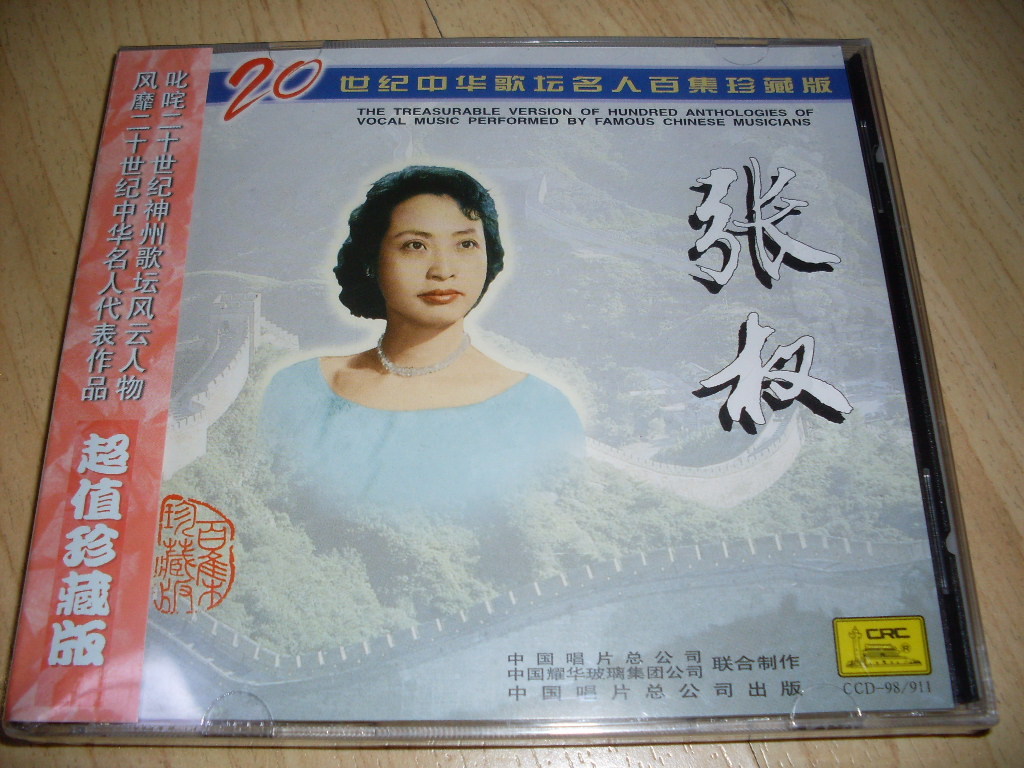 叱咤二十世纪神州歌坛风云人物
风靡二十世纪中华名人代表作品
超值珍藏版
20世纪中华歌坛名人百集珍藏版
THE TREASURABLE VERSION OF HUNDRED ANTHOLOGIES OF
VOCAL MUSIC PERFORMED BY FAMOUS CHINESE MUSICIANS
张权
百集
珍藏版
中国唱片总公司
中国耀华玻璃集团公司 联合制作
中国唱片总公司出版
CRC
CCD-98/911